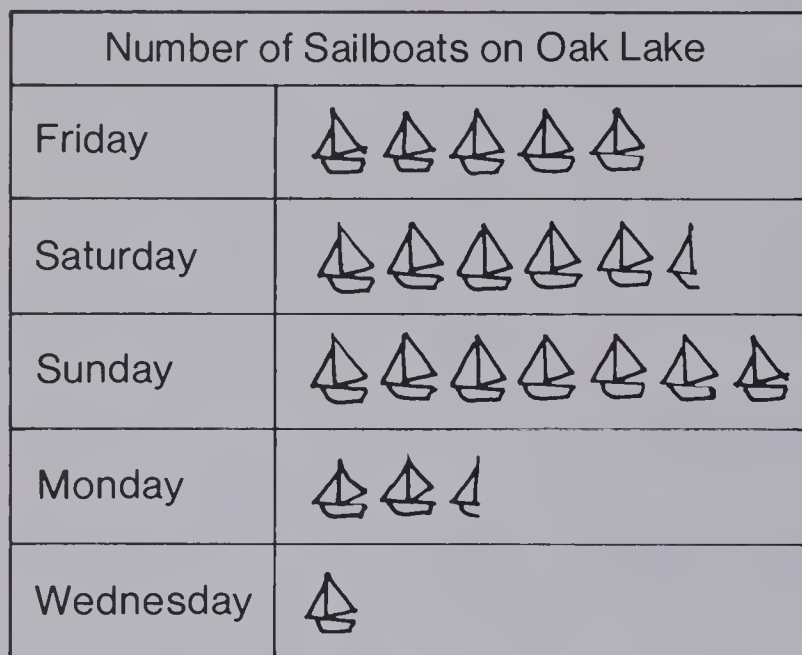 Number of Sailboats on Oak Lake
Friday
Saturday
Sunday
Monday
Wednesday